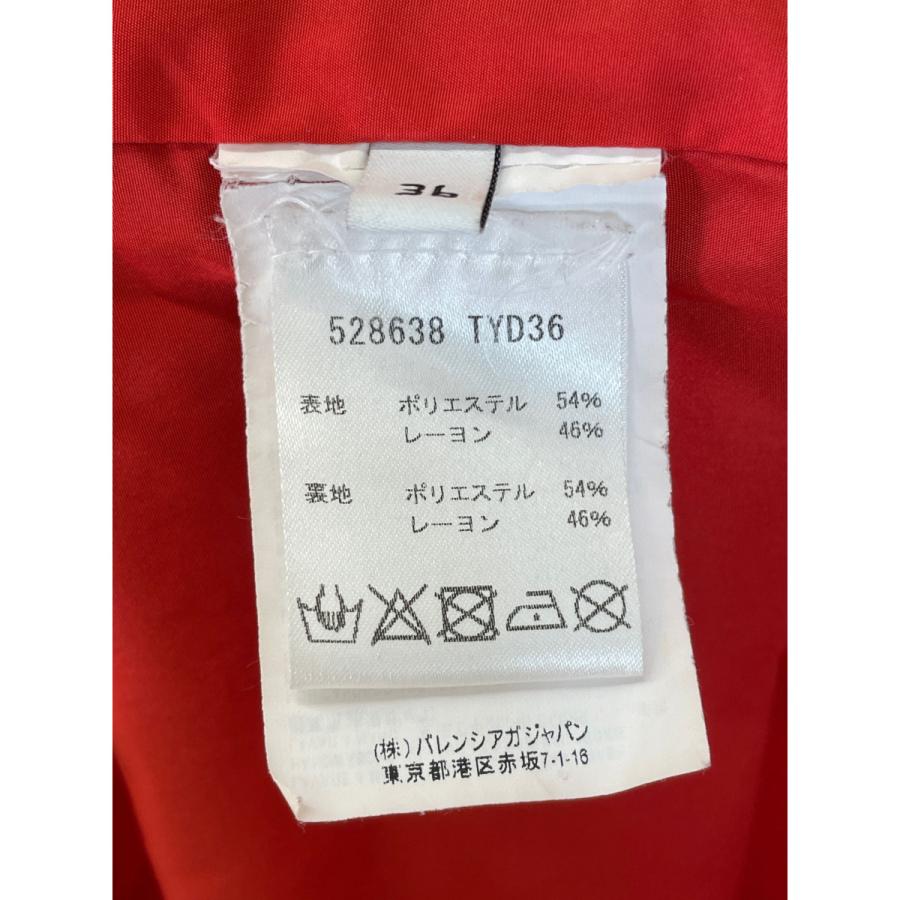 36
528638 TYD36
表地 ポリエステル 54%
レーヨン 46%
裏地 ポリエステル 54%
レーヨン 46%
(株)バレンシアガジャパン
東京都港区赤坂7-1-16